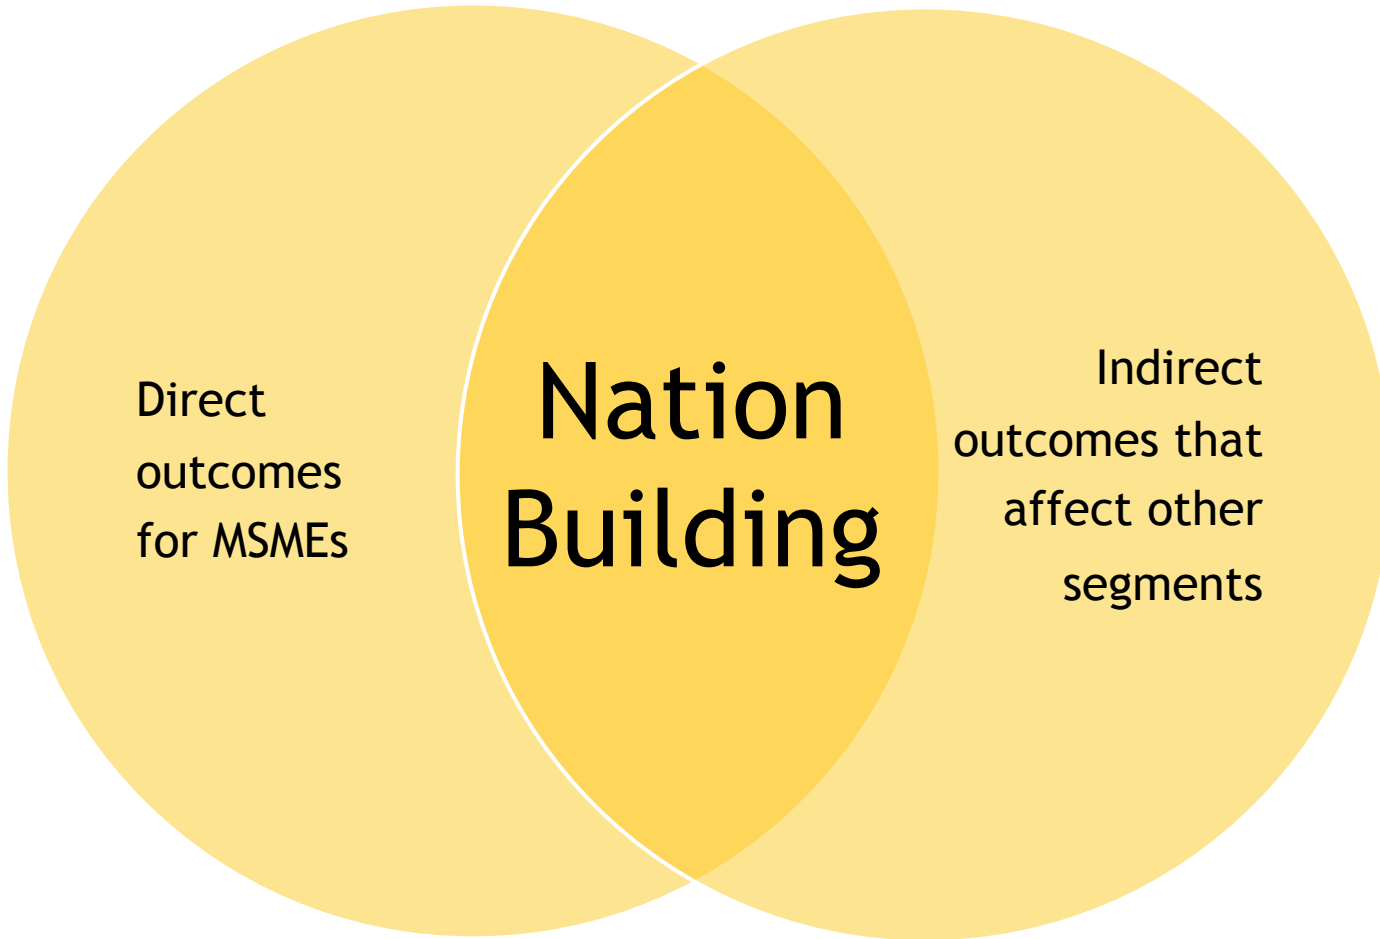 Direct
outcomes
for MSMEs
Nation
Building
Indirect
outcomes that
affect other
segments